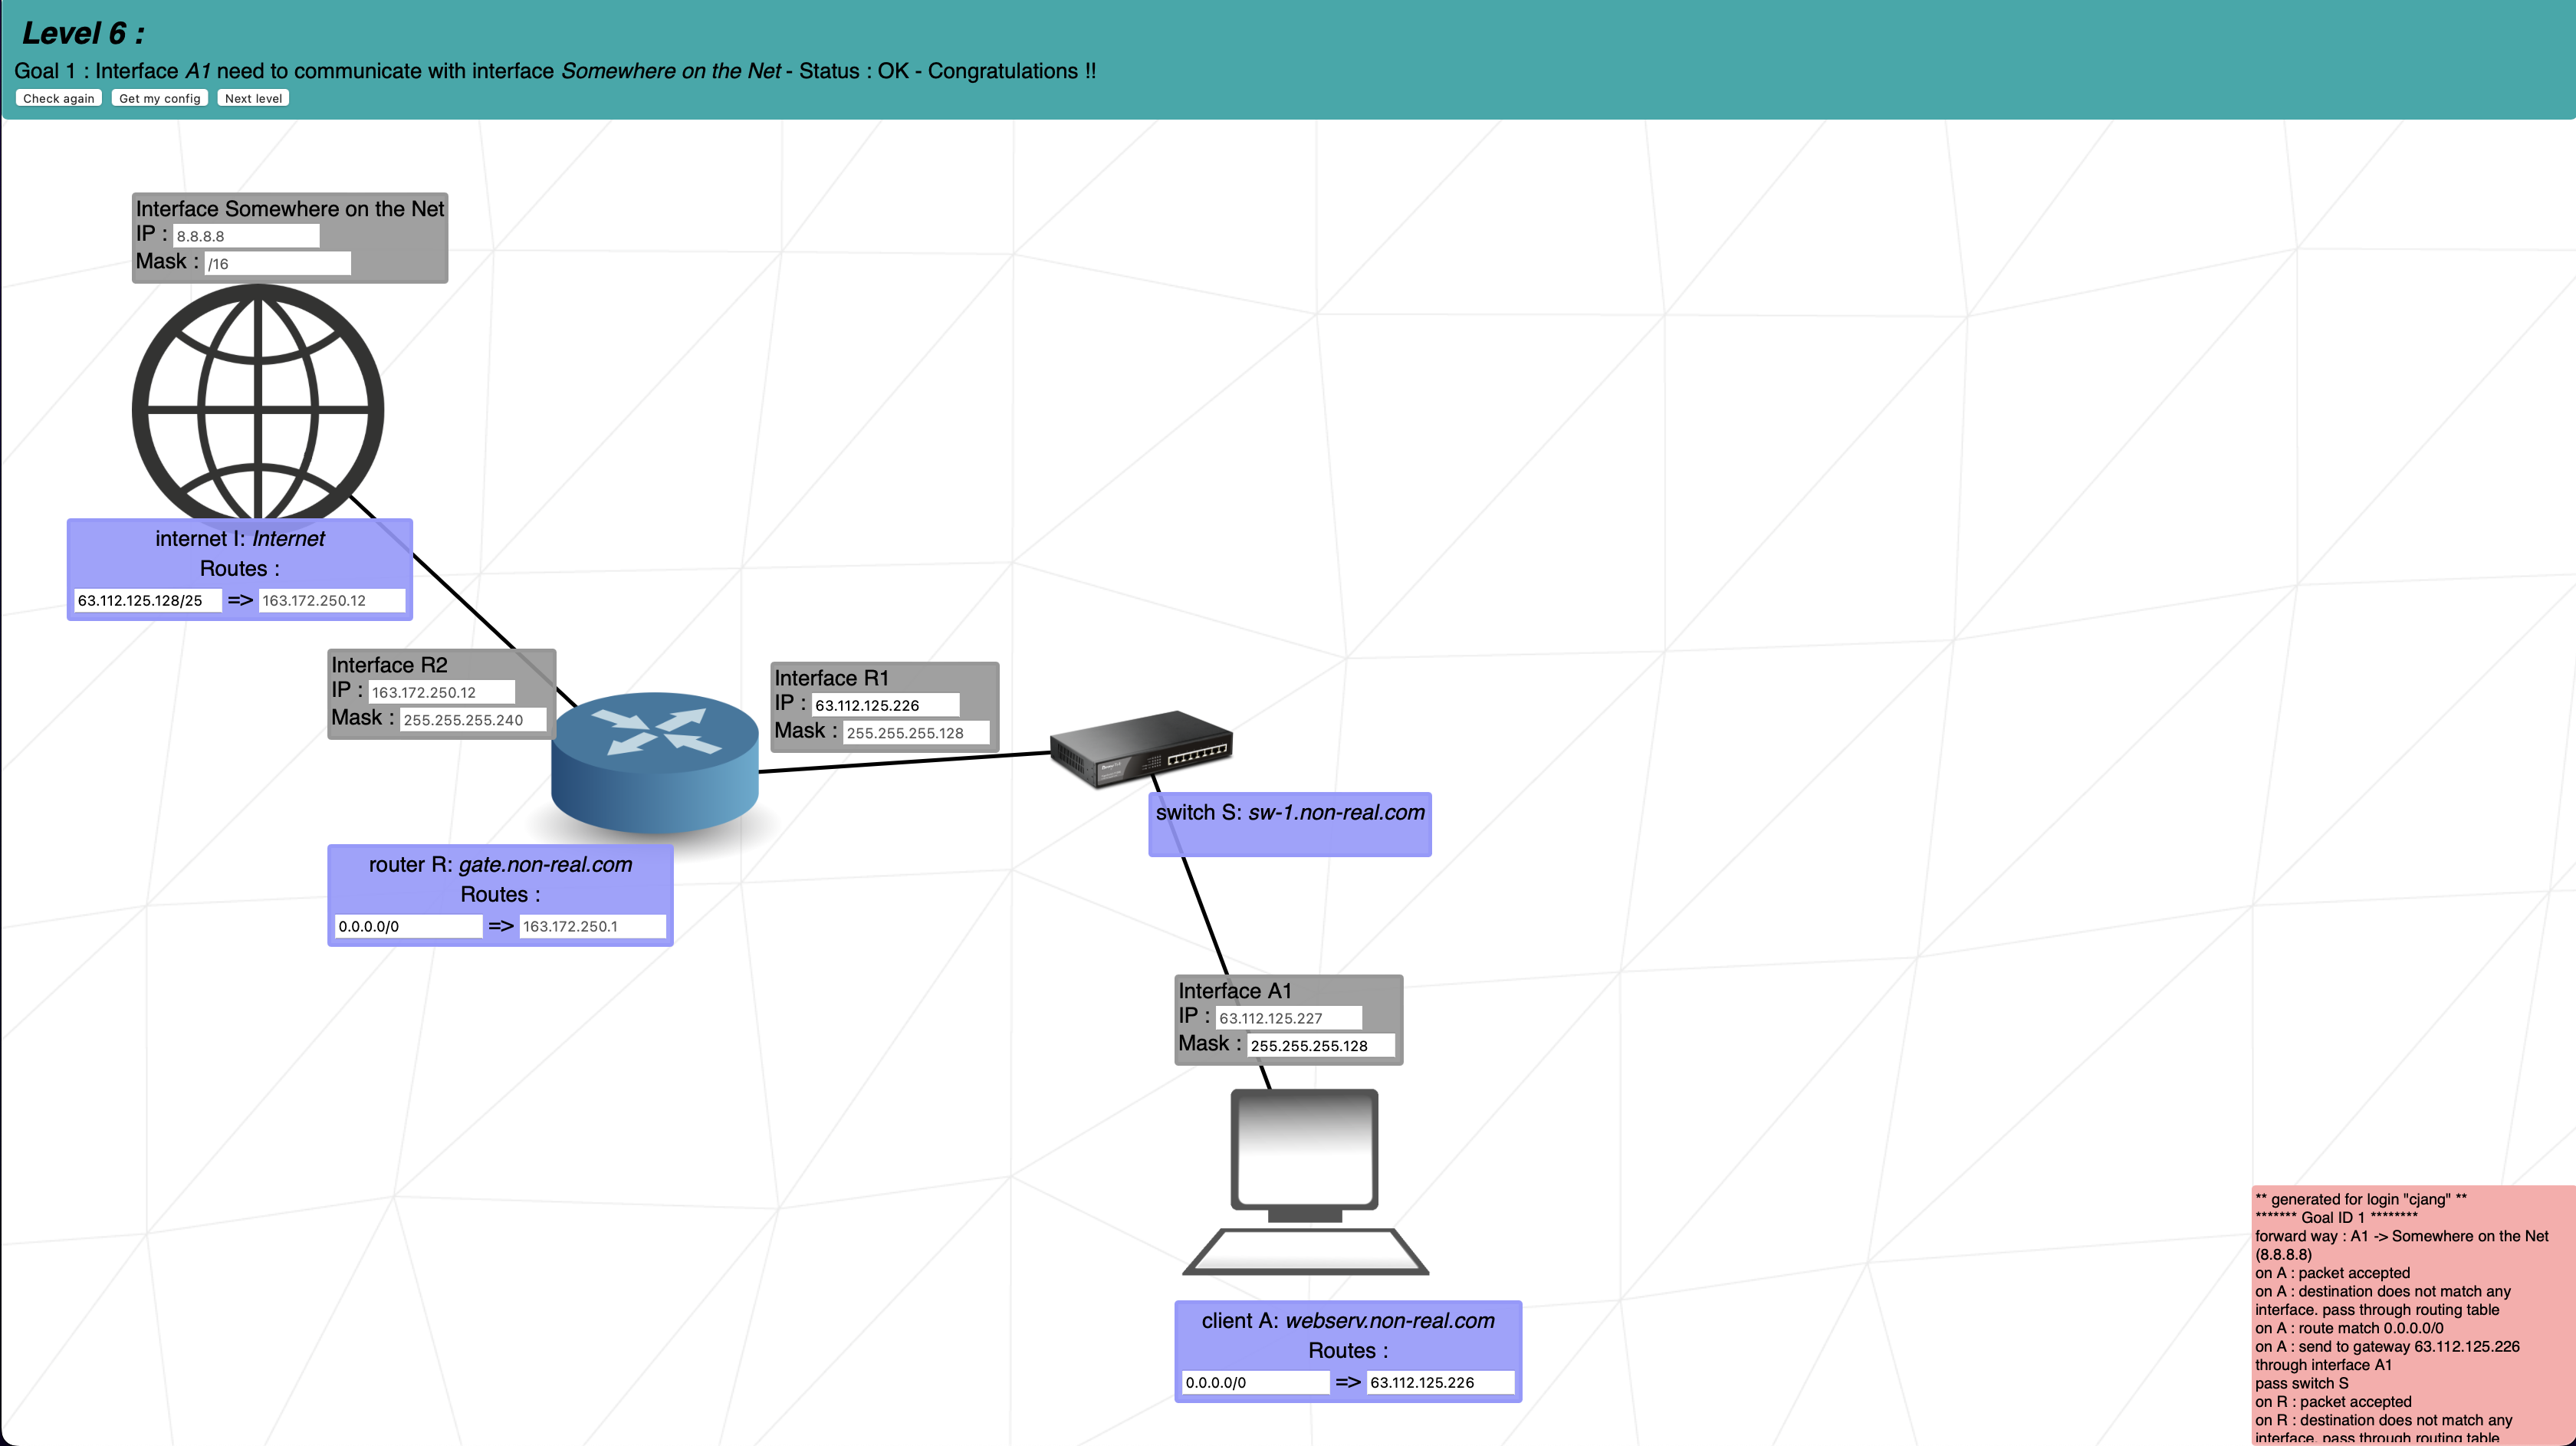 Level 6 :
Goal 1 : Interface A1 need to communicate with interface Somewhere on the Net - Status : OK - Congratulations !!
Check again Get my config Next level
Interface Somewhere on the Net
IP : 8.8.8.8
Mask : /16
internet I: Internet
Routes :
63.112.125.128/25 => 163.172.250.12
Interface R2
IP : 163.172.250.12
Mask : 255.255.255.240
Interface R1
IP : 63.112.125.226
Mask : 255.255.255.128
switch S: sw-1.non-real.com
router R: gate.non-real.com
Routes :
0.0.0.0/0 => 163.172.250.1
Interface A1
IP : 63.112.125.227
Mask : 255.255.255.128
client A: webserv.non-real.com
Routes :
0.0.0.0/0 => 63.112.125.226
** generated for login "cjang" **
******* Goal ID 1 ********
forward way : A1 -> Somewhere on the Net
(8.8.8.8)
on A : packet accepted
on A : destination does not match any
interface. pass through routing table
on A : route match 0.0.0.0/0
on A : send to gateway 63.112.125.226
through interface A1
pass switch S
on R : packet accepted
on R : destination does not match any
interface. pass through routing table